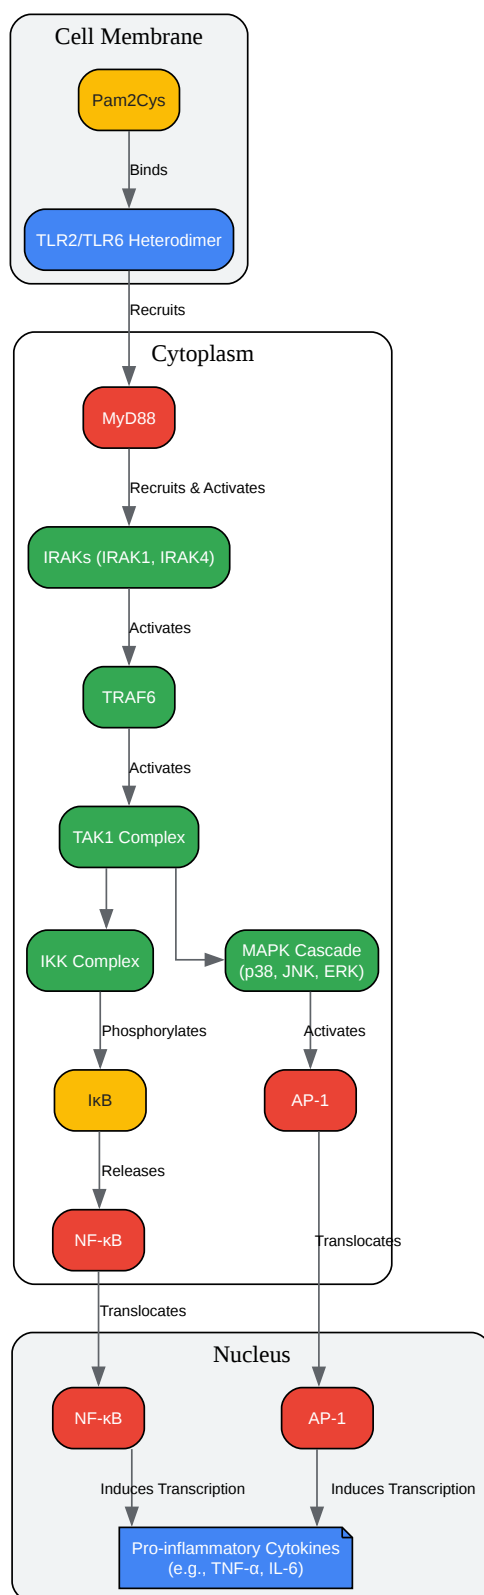 Cell Membrane
Pam2Cys
Binds
TLR2/TLR6 Heterodimer
Recruits
Cytoplasm
MyD88
Recruits & Activates
IRAKs (IRAK1, IRAK4)
Activates
TRAF6
Activates
TAK1 Complex
IKK Complex
MAPK Cascade
(p38, JNK, ERK)
Phosphorylates
Activates
IκB
AP-1
Releases
NF-κB
Translocates
Translocates
Nucleus
NF-κB
AP-1
Induces Transcription
Induces Transcription
Pro-inflammatory Cytokines
(e.g., TNF-α, IL-6)